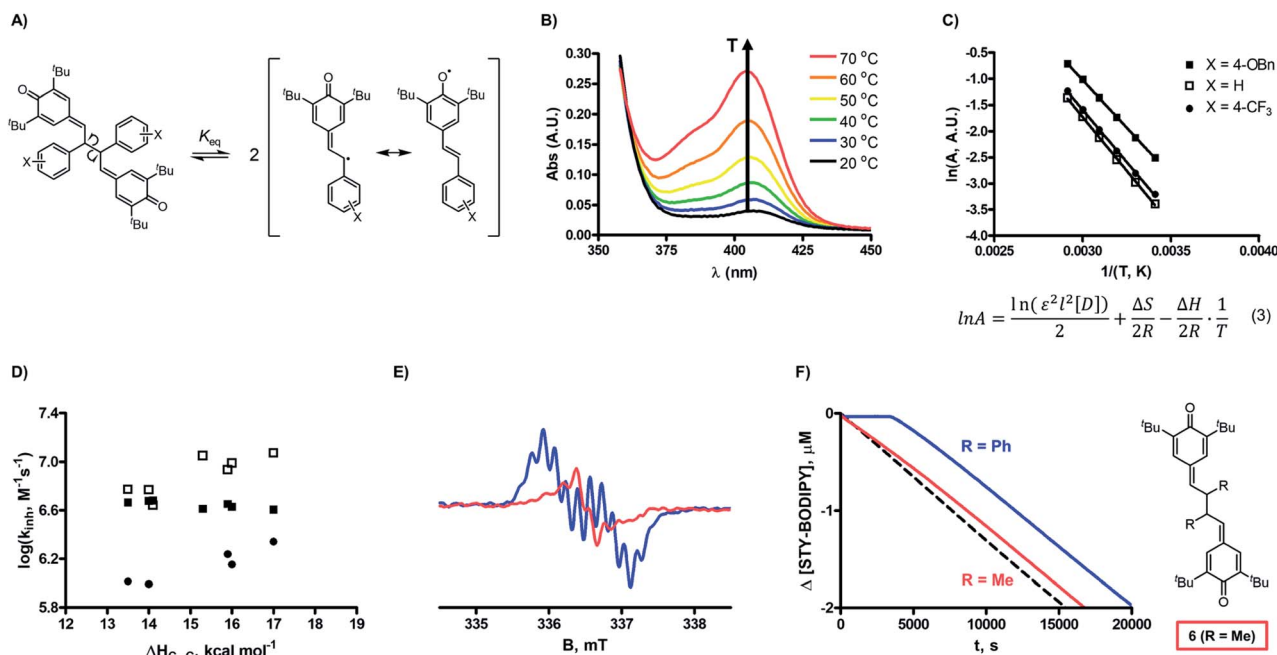 A)
O
tBu
tBu
X
X
tBu
O
tBu
Keq
2
O
tBu
tBu
X
O•
tBu
tBu
X
B)
Abs (A.U.)
0.30
0.25
0.20
0.15
0.10
0.05
0.00
T
70 °C
60 °C
50 °C
40 °C
30 °C
20 °C
350 375 400 425 450
λ (nm)
C)
ln(A, A.U.)
-0.5
-1.0
-1.5
-2.0
-2.5
-3.0
-3.5
-4.0
X = 4-OBn
X = H
X = 4-CF3
0.0025 0.0030 0.0035 0.0040
1/(T, K)
lnA = ln(ε²l²[D])/2 + ΔS/2R − ΔH/2R · 1/T (3)
D)
log(kinh, M-1s-1)
7.4
7.0
6.6
6.2
5.8
12 13 14 15 16 17 18 19
ΔHC-C, kcal mol-1
E)
335 336 337 338
B, mT
F)
Δ [STY-BODIPY], µM
0
-1
-2
R = Ph
R = Me
0 5000 10000 15000 20000
t, s
O
tBu
tBu
R
R
tBu
tBu
O
6 (R = Me)